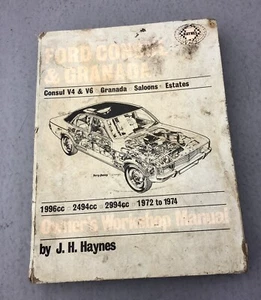 FORD CONSUL
& GRANADA
Consul V4 & V6 Granada Saloons Estates
1996cc 2494cc 2994cc 1972 to 1974
Owner's Workshop Manual
by J. H. Haynes